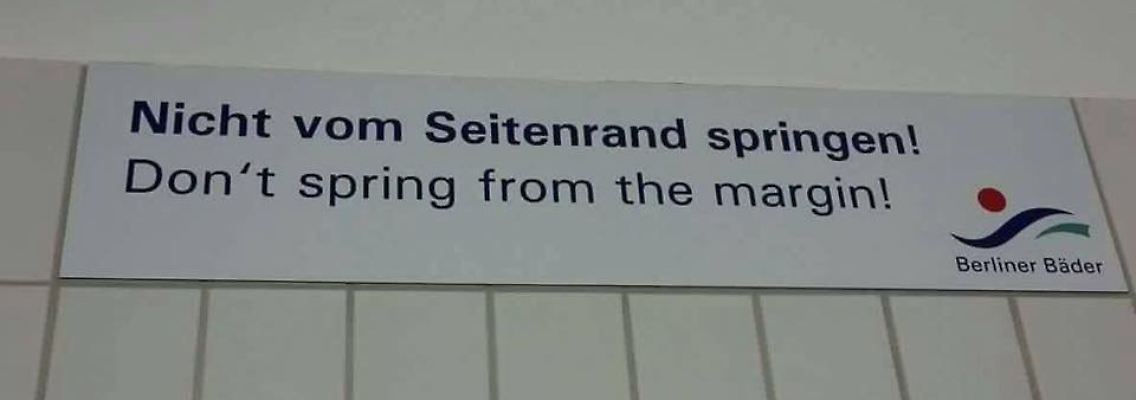 Nicht vom Seitenrand springen!
Don‘t spring from the margin!
Berliner Bäder